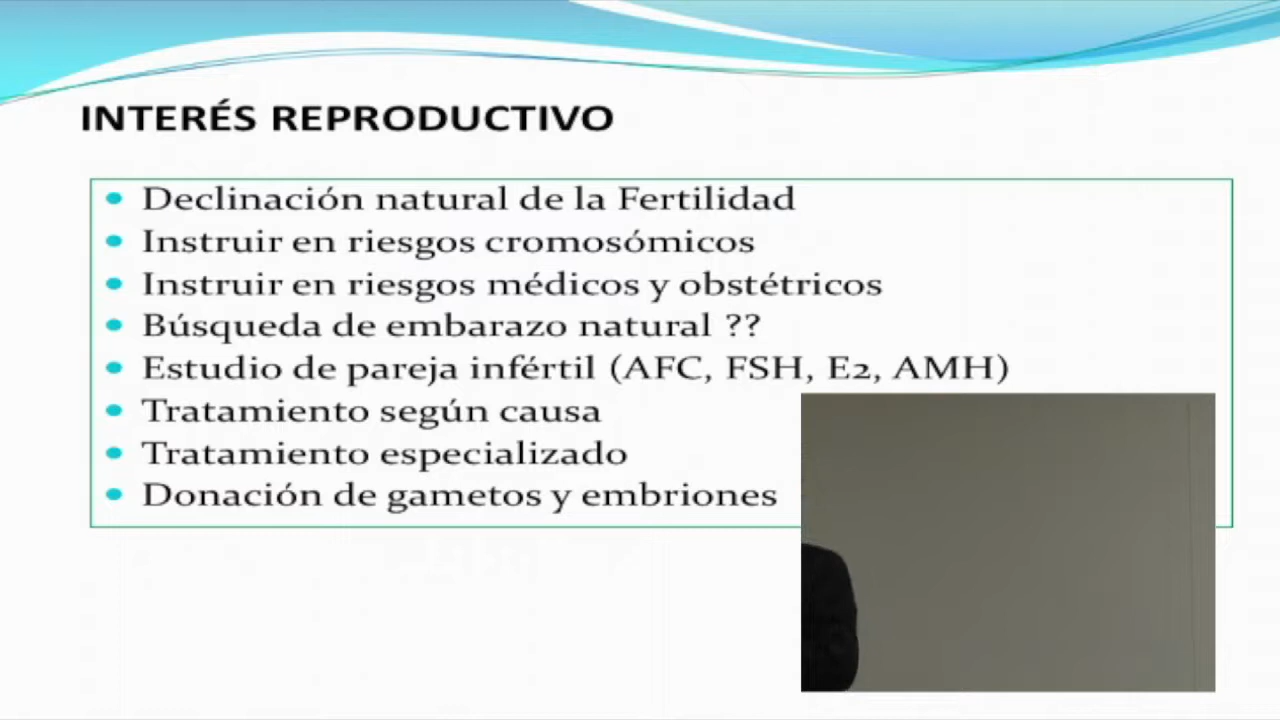 INTERÉS REPRODUCTIVO
Declinación natural de la Fertilidad
Instruir en riesgos cromosómicos
Instruir en riesgos médicos y obstétricos
Búsqueda de embarazo natural ??
Estudio de pareja infértil (AFC, FSH, E2, AMH)
Tratamiento según causa
Tratamiento especializado
Donación de gametos y embriones